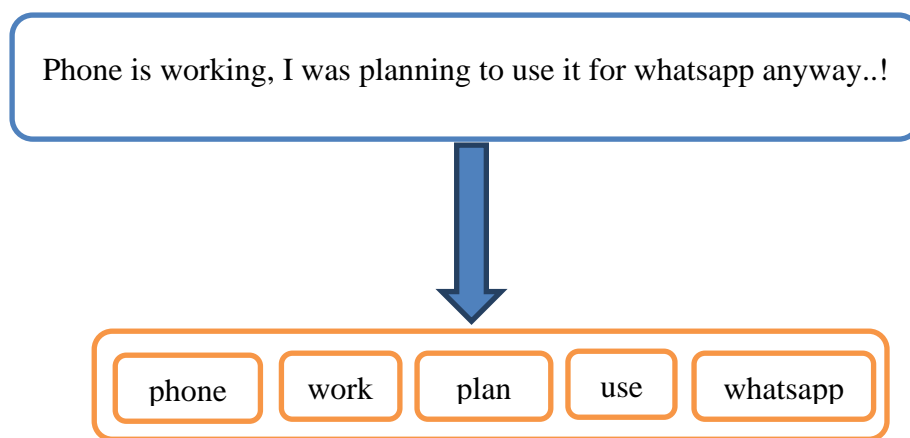 Phone is working, I was planning to use it for whatsapp anyway..!
phone work plan use whatsapp